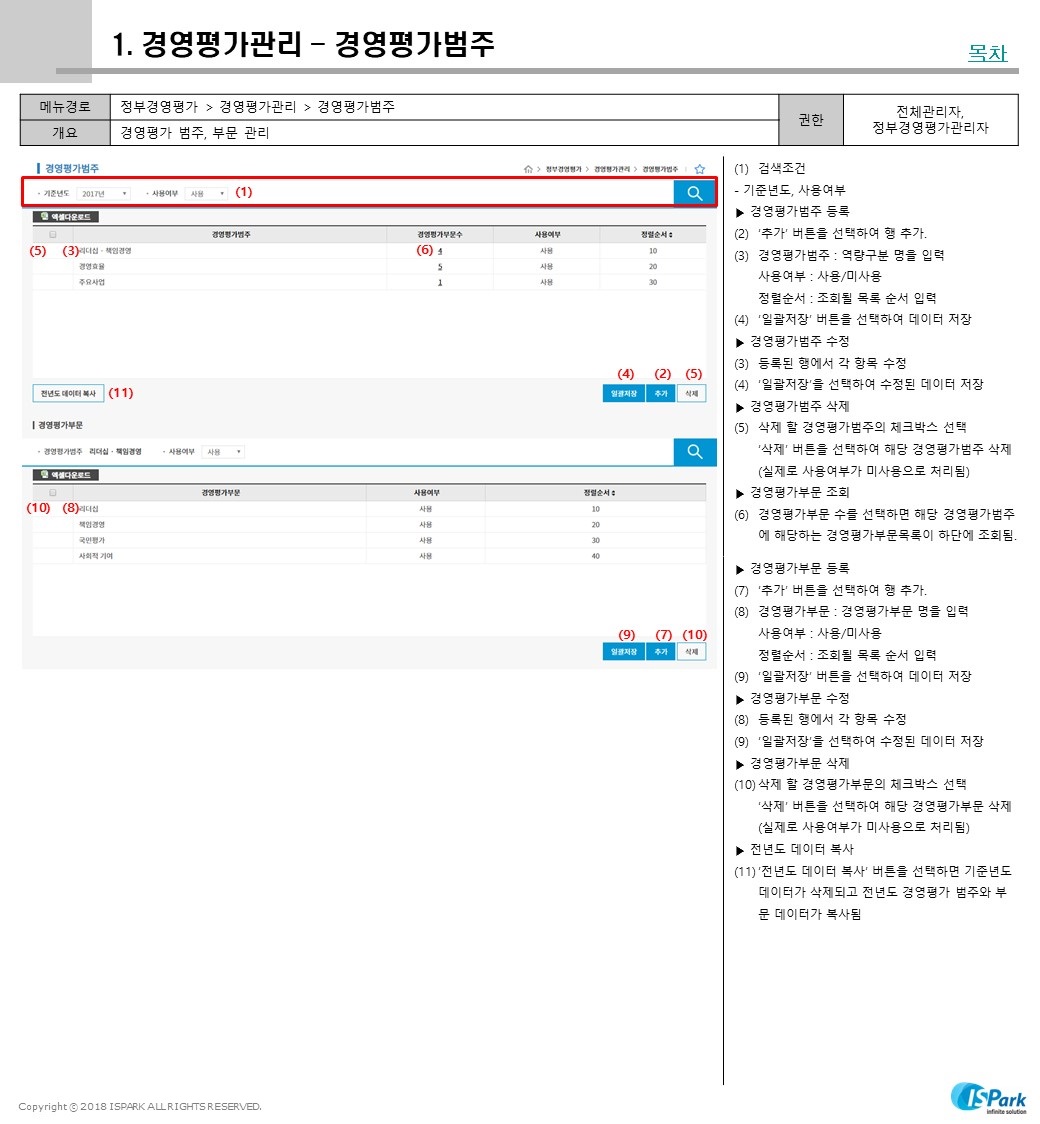 1. 경영평가관리 – 경영평가범주
목차
메뉴경로
정부경영평가 > 경영평가관리 > 경영평가범주
개요
경영평가 범주, 부문 관리
권한
전체관리자,
정부경영평가관리자
경영평가범주
정부경영평가 > 경영평가관리 > 경영평가범주
· 기준년도 2017년 · 사용여부 사용 (1)
엑셀다운로드
경영평가범주 경영평가부문수 사용여부 정렬순서
(5) (3) 리더십 · 책임경영 (6) 4 사용 10
경영효율 5 사용 20
주요사업 1 사용 30
(4) (2) (5)
전년도 데이터 복사 (11) 일괄저장 추가 삭제
경영평가부문
· 경영평가범주 리더십 · 책임경영 · 사용여부 사용
엑셀다운로드
경영평가부문 사용여부 정렬순서
(10) (8) 리더십 사용 10
책임경영 사용 20
국민평가 사용 30
사회적 기여 사용 40
(9) (7) (10)
일괄저장 추가 삭제
(1) 검색조건
- 기준년도, 사용여부
▶ 경영평가범주 등록
(2) ‘추가’ 버튼을 선택하여 행 추가.
(3) 경영평가범주 : 역량구분 명을 입력
사용여부 : 사용/미사용
정렬순서 : 조회될 목록 순서 입력
(4) ‘일괄저장’ 버튼을 선택하여 데이터 저장
▶ 경영평가범주 수정
(3) 등록된 행에서 각 항목 수정
(4) ‘일괄저장’을 선택하여 수정된 데이터 저장
▶ 경영평가범주 삭제
(5) 삭제 할 경영평가범주의 체크박스 선택
‘삭제’ 버튼을 선택하여 해당 경영평가범주 삭제
(실제로 사용여부가 미사용으로 처리됨)
▶ 경영평가부문 조회
(6) 경영평가부문 수를 선택하면 해당 경영평가범주
에 해당하는 경영평가부문목록이 하단에 조회됨.
▶ 경영평가부문 등록
(7) ‘추가’ 버튼을 선택하여 행 추가.
(8) 경영평가부문 : 경영평가부문 명을 입력
사용여부 : 사용/미사용
정렬순서 : 조회될 목록 순서 입력
(9) ‘일괄저장’ 버튼을 선택하여 데이터 저장
▶ 경영평가부문 수정
(8) 등록된 행에서 각 항목 수정
(9) ‘일괄저장’을 선택하여 수정된 데이터 저장
▶ 경영평가부문 삭제
(10) 삭제 할 경영평가부문의 체크박스 선택
‘삭제’ 버튼을 선택하여 해당 경영평가부문 삭제
(실제로 사용여부가 미사용으로 처리됨)
▶ 전년도 데이터 복사
(11) ‘전년도 데이터 복사’ 버튼을 선택하면 기준년도
데이터가 삭제되고 전년도 경영평가 범주와 부
문 데이터가 복사됨
Copyright ⓒ 2018 ISPARK ALL RIGHTS RESERVED.
ISPark
infinite solution